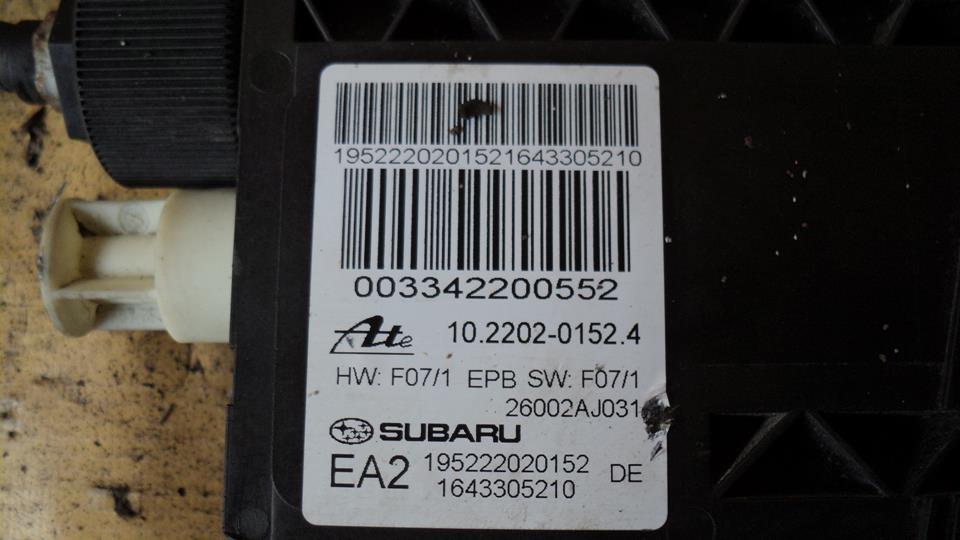 1952220201521643305210
003342200552
Ate 10.2202-0152.4
HW: F07/1 EPB SW: F07/1
26002AJ031
SUBARU
EA2 195222020152 DE
1643305210